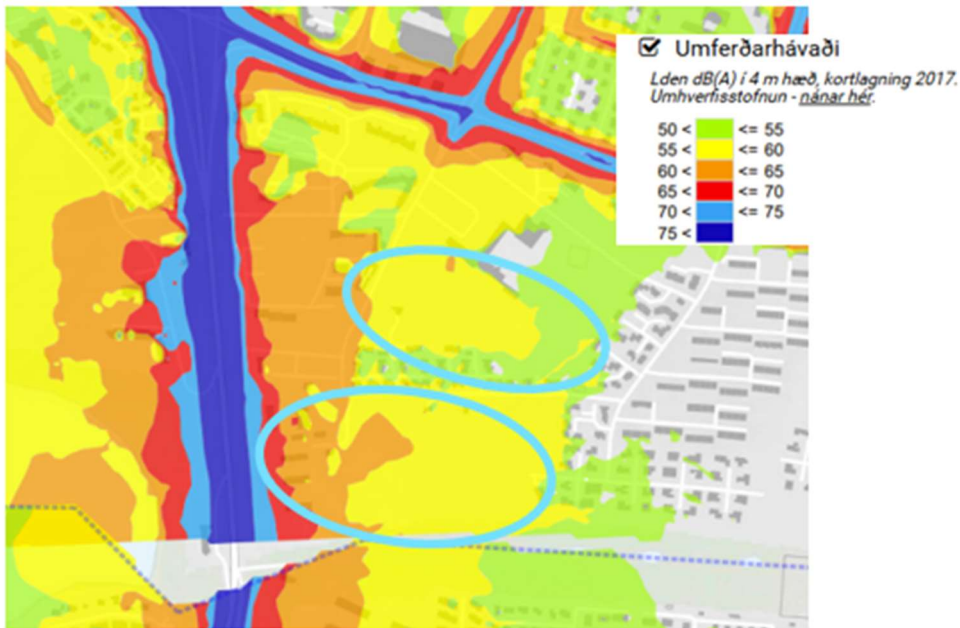 Umferðarhávaði
Lden dB(A) í 4 m hæð, kortlagning 2017.
Umhverfisstofnun - nánar hér.
50 < <= 55
55 < <= 60
60 < <= 65
65 < <= 70
70 < <= 75
75 <